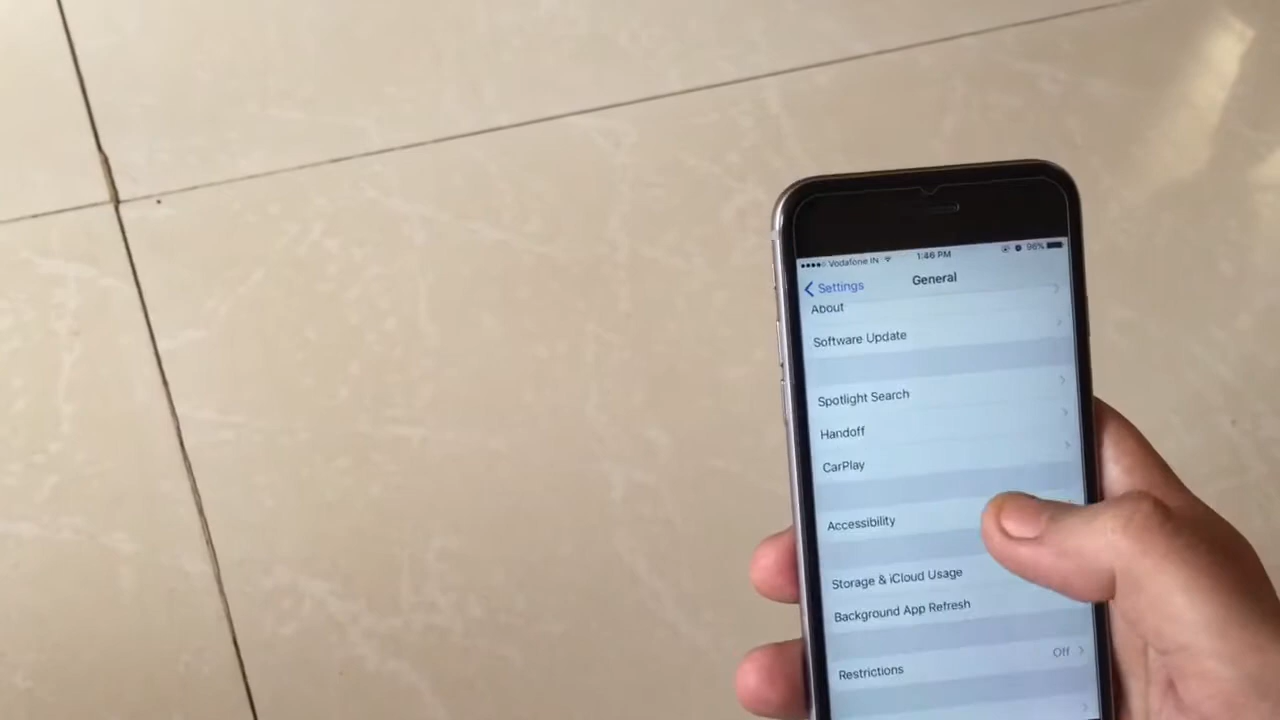 Vodafone IN 1:46 PM 96%
Settings General
About
Software Update
Spotlight Search
Handoff
CarPlay
Accessibility
Storage & iCloud Usage
Background App Refresh
Restrictions Off